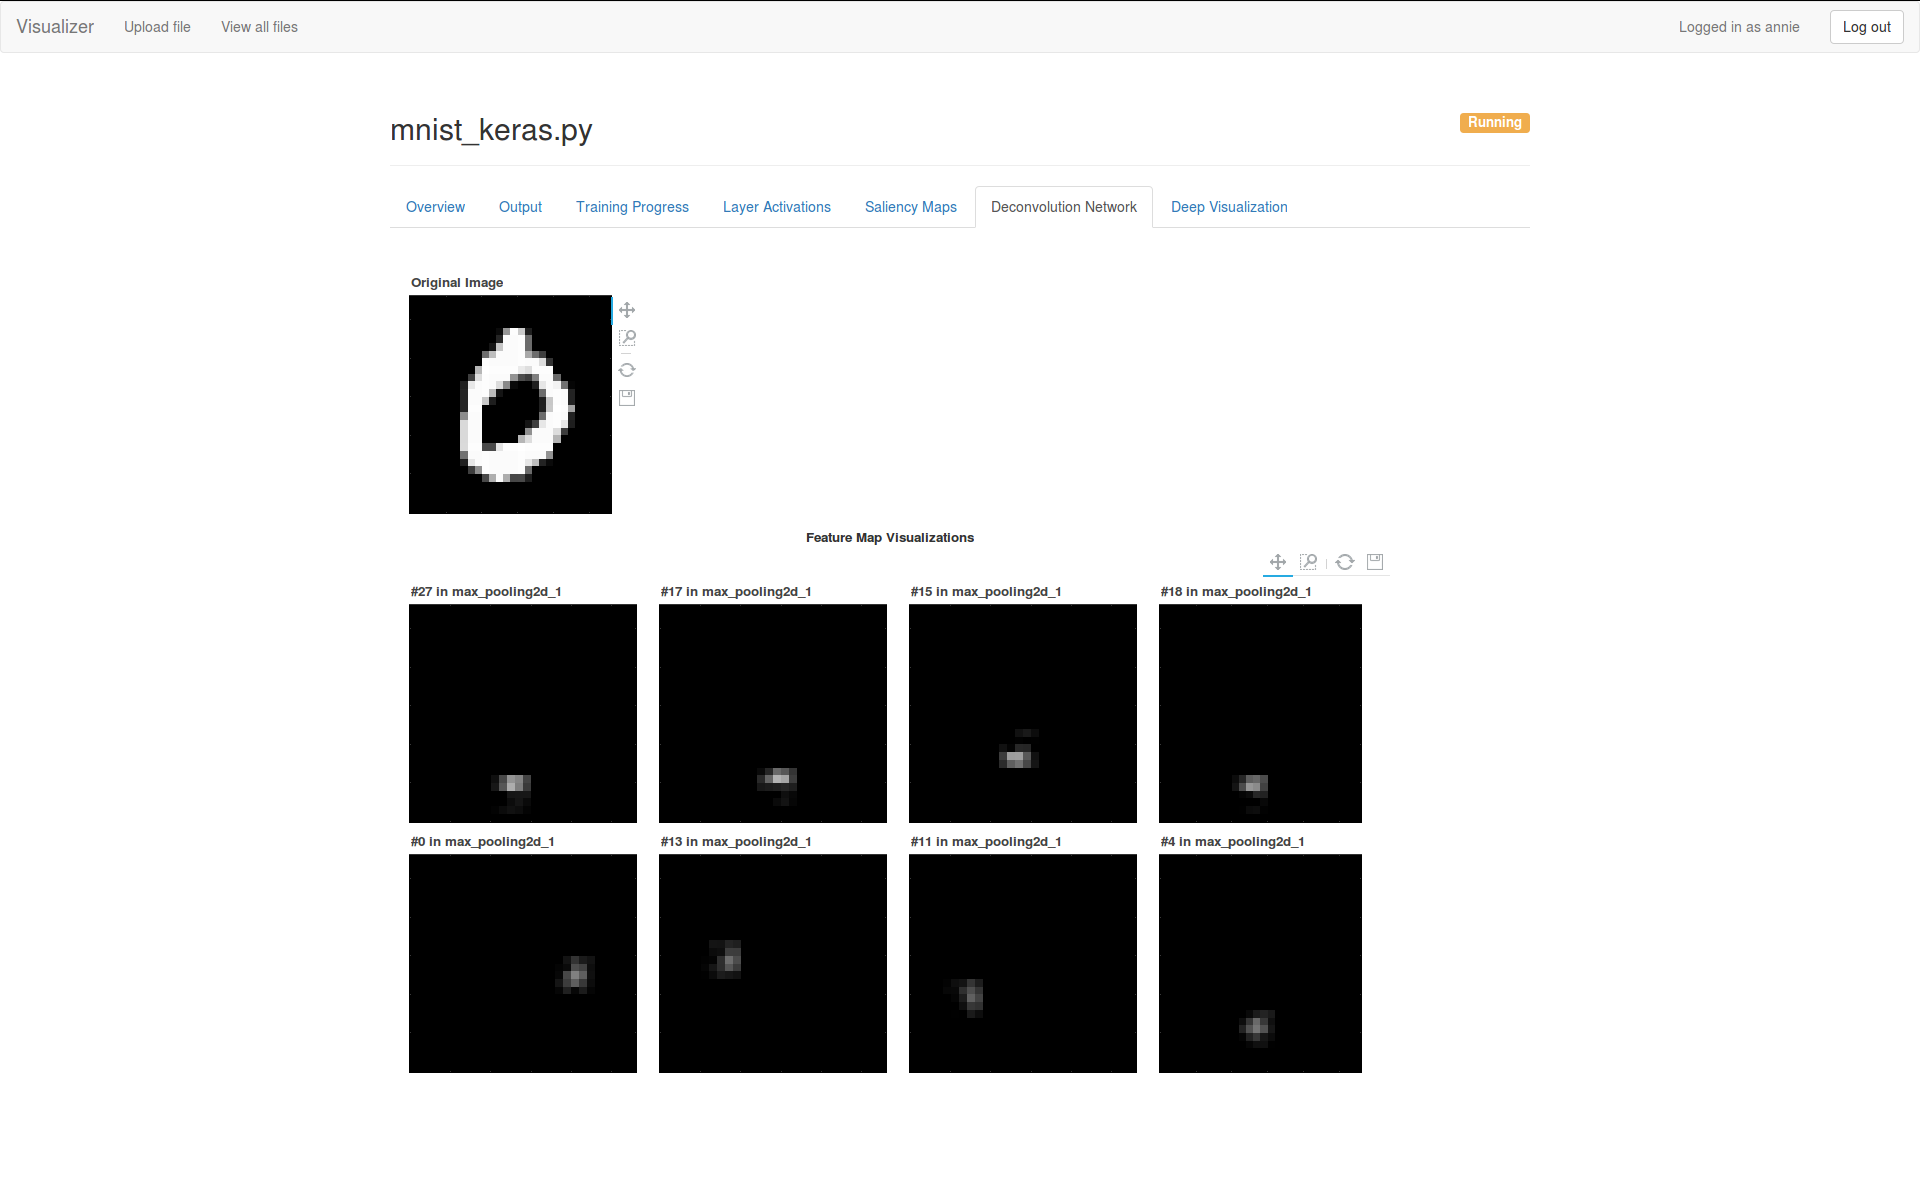 Visualizer Upload file View all files Logged in as annie Log out
mnist_keras.py Running
Overview Output Training Progress Layer Activations Saliency Maps Deconvolution Network Deep Visualization
Original Image
Feature Map Visualizations
#27 in max_pooling2d_1 #17 in max_pooling2d_1 #15 in max_pooling2d_1 #18 in max_pooling2d_1
#0 in max_pooling2d_1 #13 in max_pooling2d_1 #11 in max_pooling2d_1 #4 in max_pooling2d_1